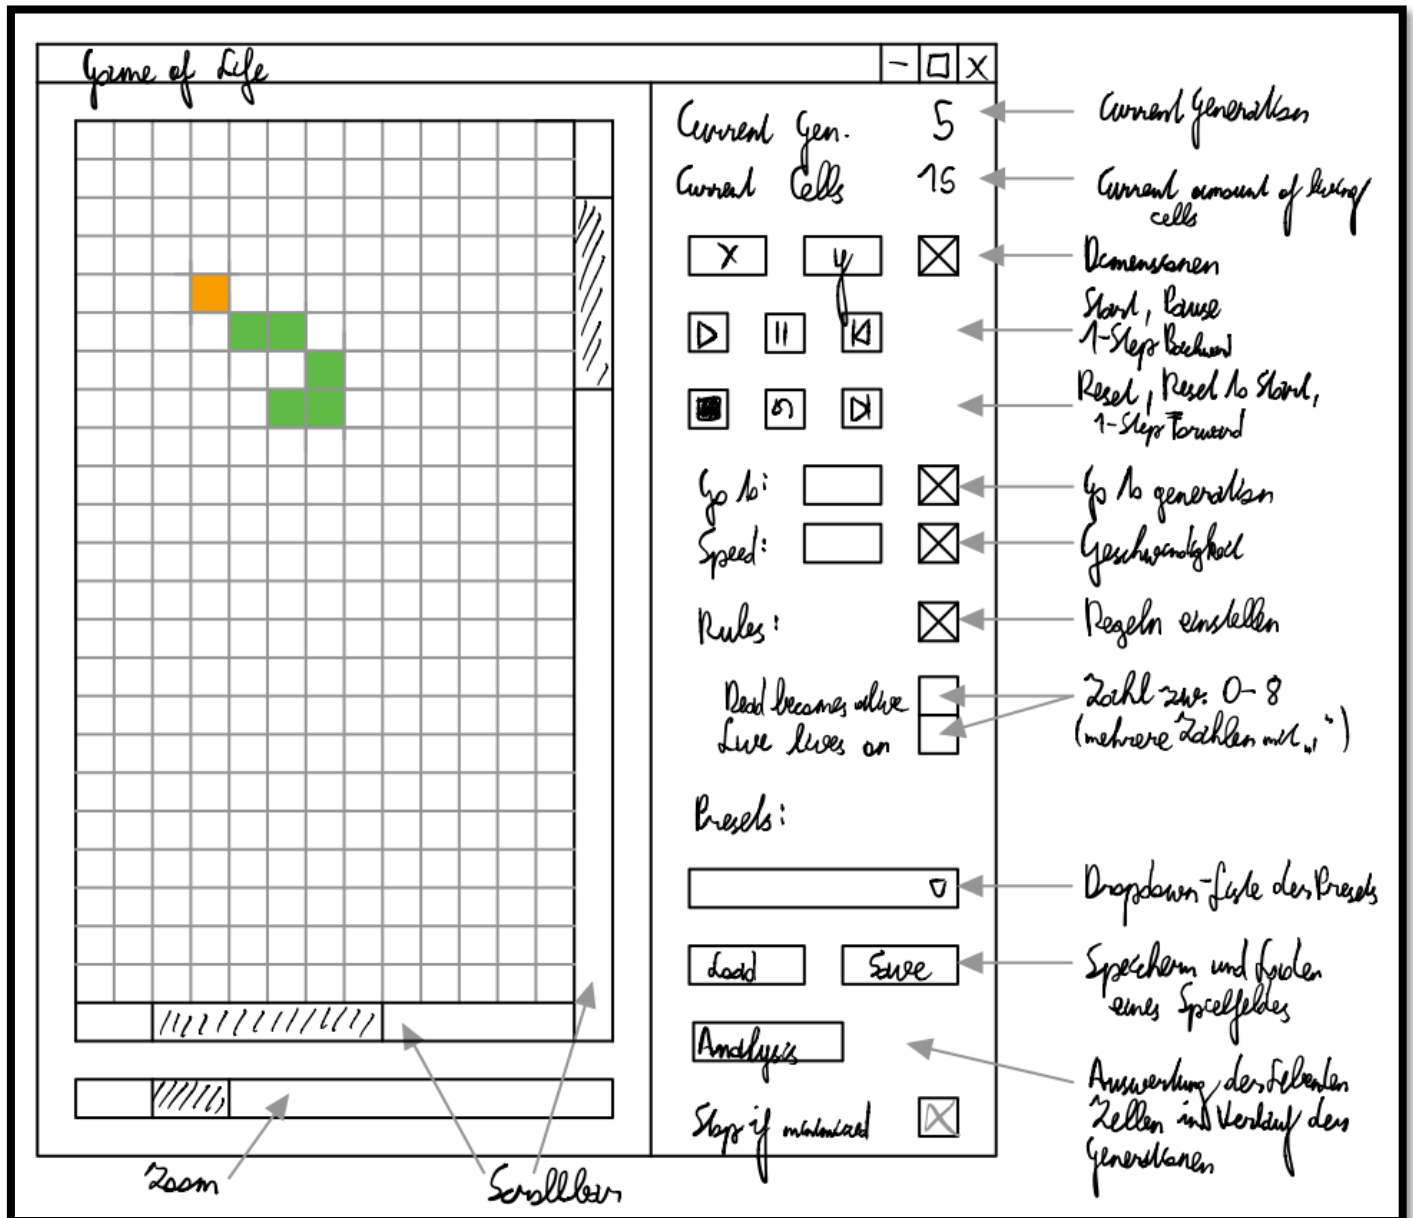 Game of Life
Current Gen. 5
Current Cells 15
X y
Go to:
Speed:
Rules:
Dead becomes alive
Live lives on
Presets:
Load Save
Analysis
Stop if minimized
Current Generation
Current amount of living
cells
Dimensionen
Start, Pause
1-Step Backward
Reset, Reset to Start,
1-Step Forward
Go to generation
Geschwindigkeit
Regeln einstellen
Zahl zw. 0-8
(mehrere Zahlen mit „,“)
Dropdown-Liste der Presets
Speichern und Laden
eines Spielfeldes
Auswertung der Lebenden
Zellen im Verlauf der
Generationen
Zoom
Scrollbar